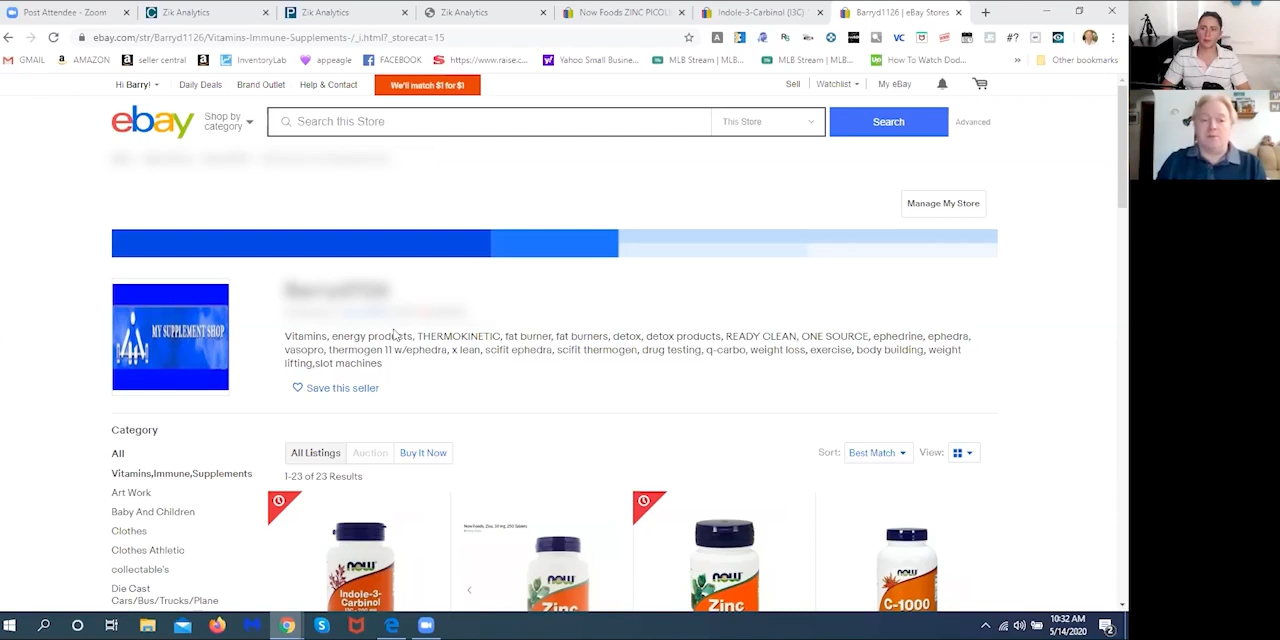 Post Attendee - Zoom
Zik Analytics
Zik Analytics
Zik Analytics
Now Foods ZINC PICOLI
Indole-3-Carbinol (I3C)
Barryd1126 | eBay Stores
ebay.com/str/Barryd1126/Vitamins-Immune-Supplements-/_i.html?_storecat=15
GMAIL
AMAZON
seller central
InventoryLab
appeagle
FACEBOOK
https://www.raise.c...
Yahoo Small Busine...
MLB Stream | MLB...
MLB Stream | MLB...
How To Watch Dod...
»
Other bookmarks
Hi Barry!
Daily Deals
Brand Outlet
Help & Contact
We'll match $1 for $1
Sell
Watchlist
My eBay
ebay
Shop by
category
Search this Store
This Store
Search
Advanced
Manage My Store
MY SUPPLEMENT SHOP
Vitamins, energy products, THERMOKINETIC, fat burner, fat burners, detox, detox products, READY CLEAN, ONE SOURCE, ephedrine, ephedra,
vasopro, thermogen 11 w/ephedra, x lean, scifit ephedra, scifit thermogen, drug testing, q-carbo, weight loss, exercise, body building, weight
lifting,slot machines
Save this seller
Category
All
Vitamins,Immune,Supplements
Art Work
Baby And Children
Clothes
Clothes Athletic
collectable's
Die Cast
Cars/Bus/Trucks/Plane
All Listings
Auction
Buy It Now
Sort:
Best Match
View:
1-23 of 23 Results
NOW
Indole-3-
Carbinol
Now Foods, Zinc, 50 mg, 250 Tablets
NOW
Zinc
NOW
Zinc
NOW
C-1000
10:32 AM
5/14/2020
2